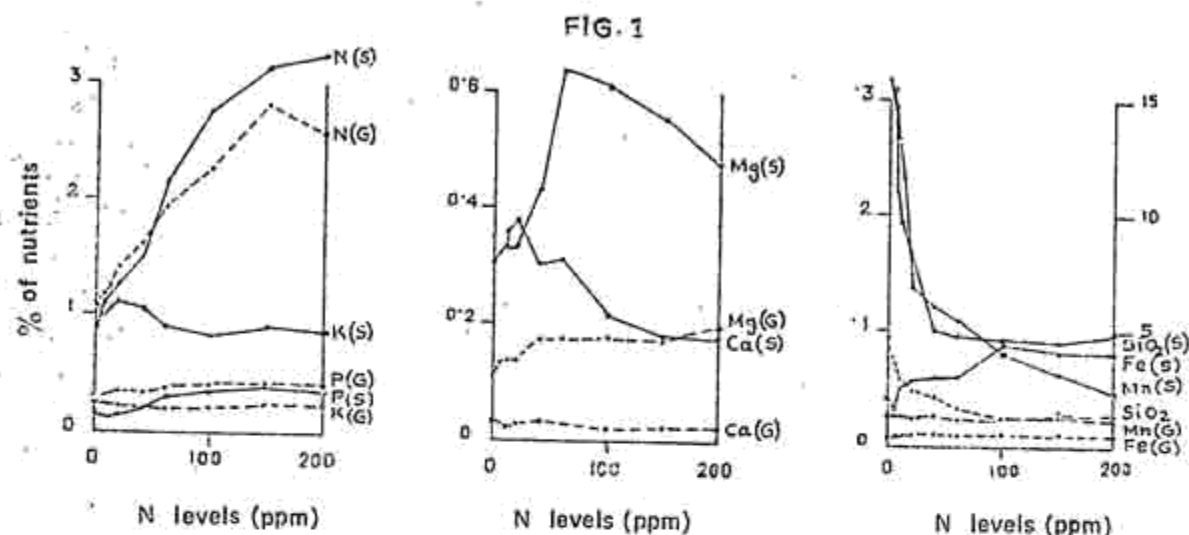 FIG. 1
% of nutrients
3
2
1
0
N(S)
N(G)
K(S)
P(G)
P(S)
K(G)
0 100 200
N levels (ppm)
0.6
0.4
0.2
0
Mg(S)
Mg(G)
Ca(S)
Ca(G)
0 100 200
N levels (ppm)
.3
.2
.1
0
15
10
5
SiO2(S)
Fe(S)
Mn(S)
SiO2
Mn(G)
Fe(G)
0 100 200
N levels (ppm)